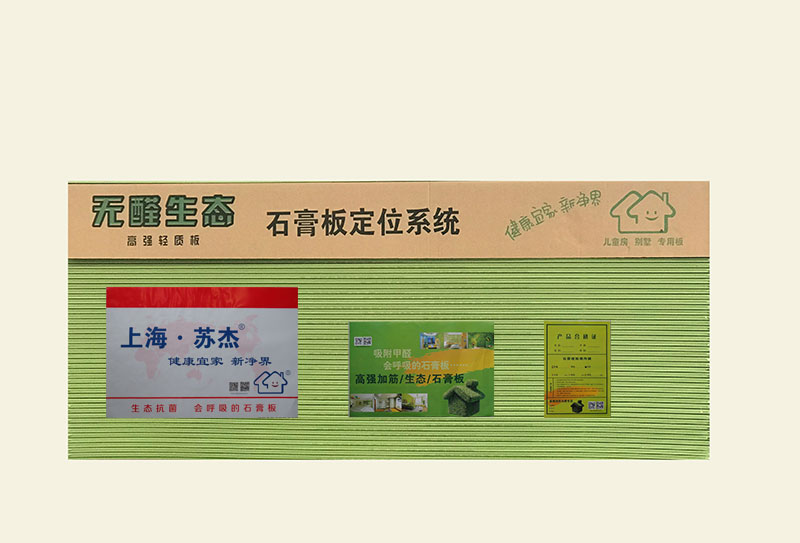 无醛生态
高强轻质板
石膏板定位系统
健康宜家 新净界
儿童房 别墅 专用板
上海·苏杰®
健康宜家 新净界
生态抗菌 会呼吸的石膏板
吸附甲醛
会呼吸的石膏板
高强加筋/生态/石膏板
产品合格证